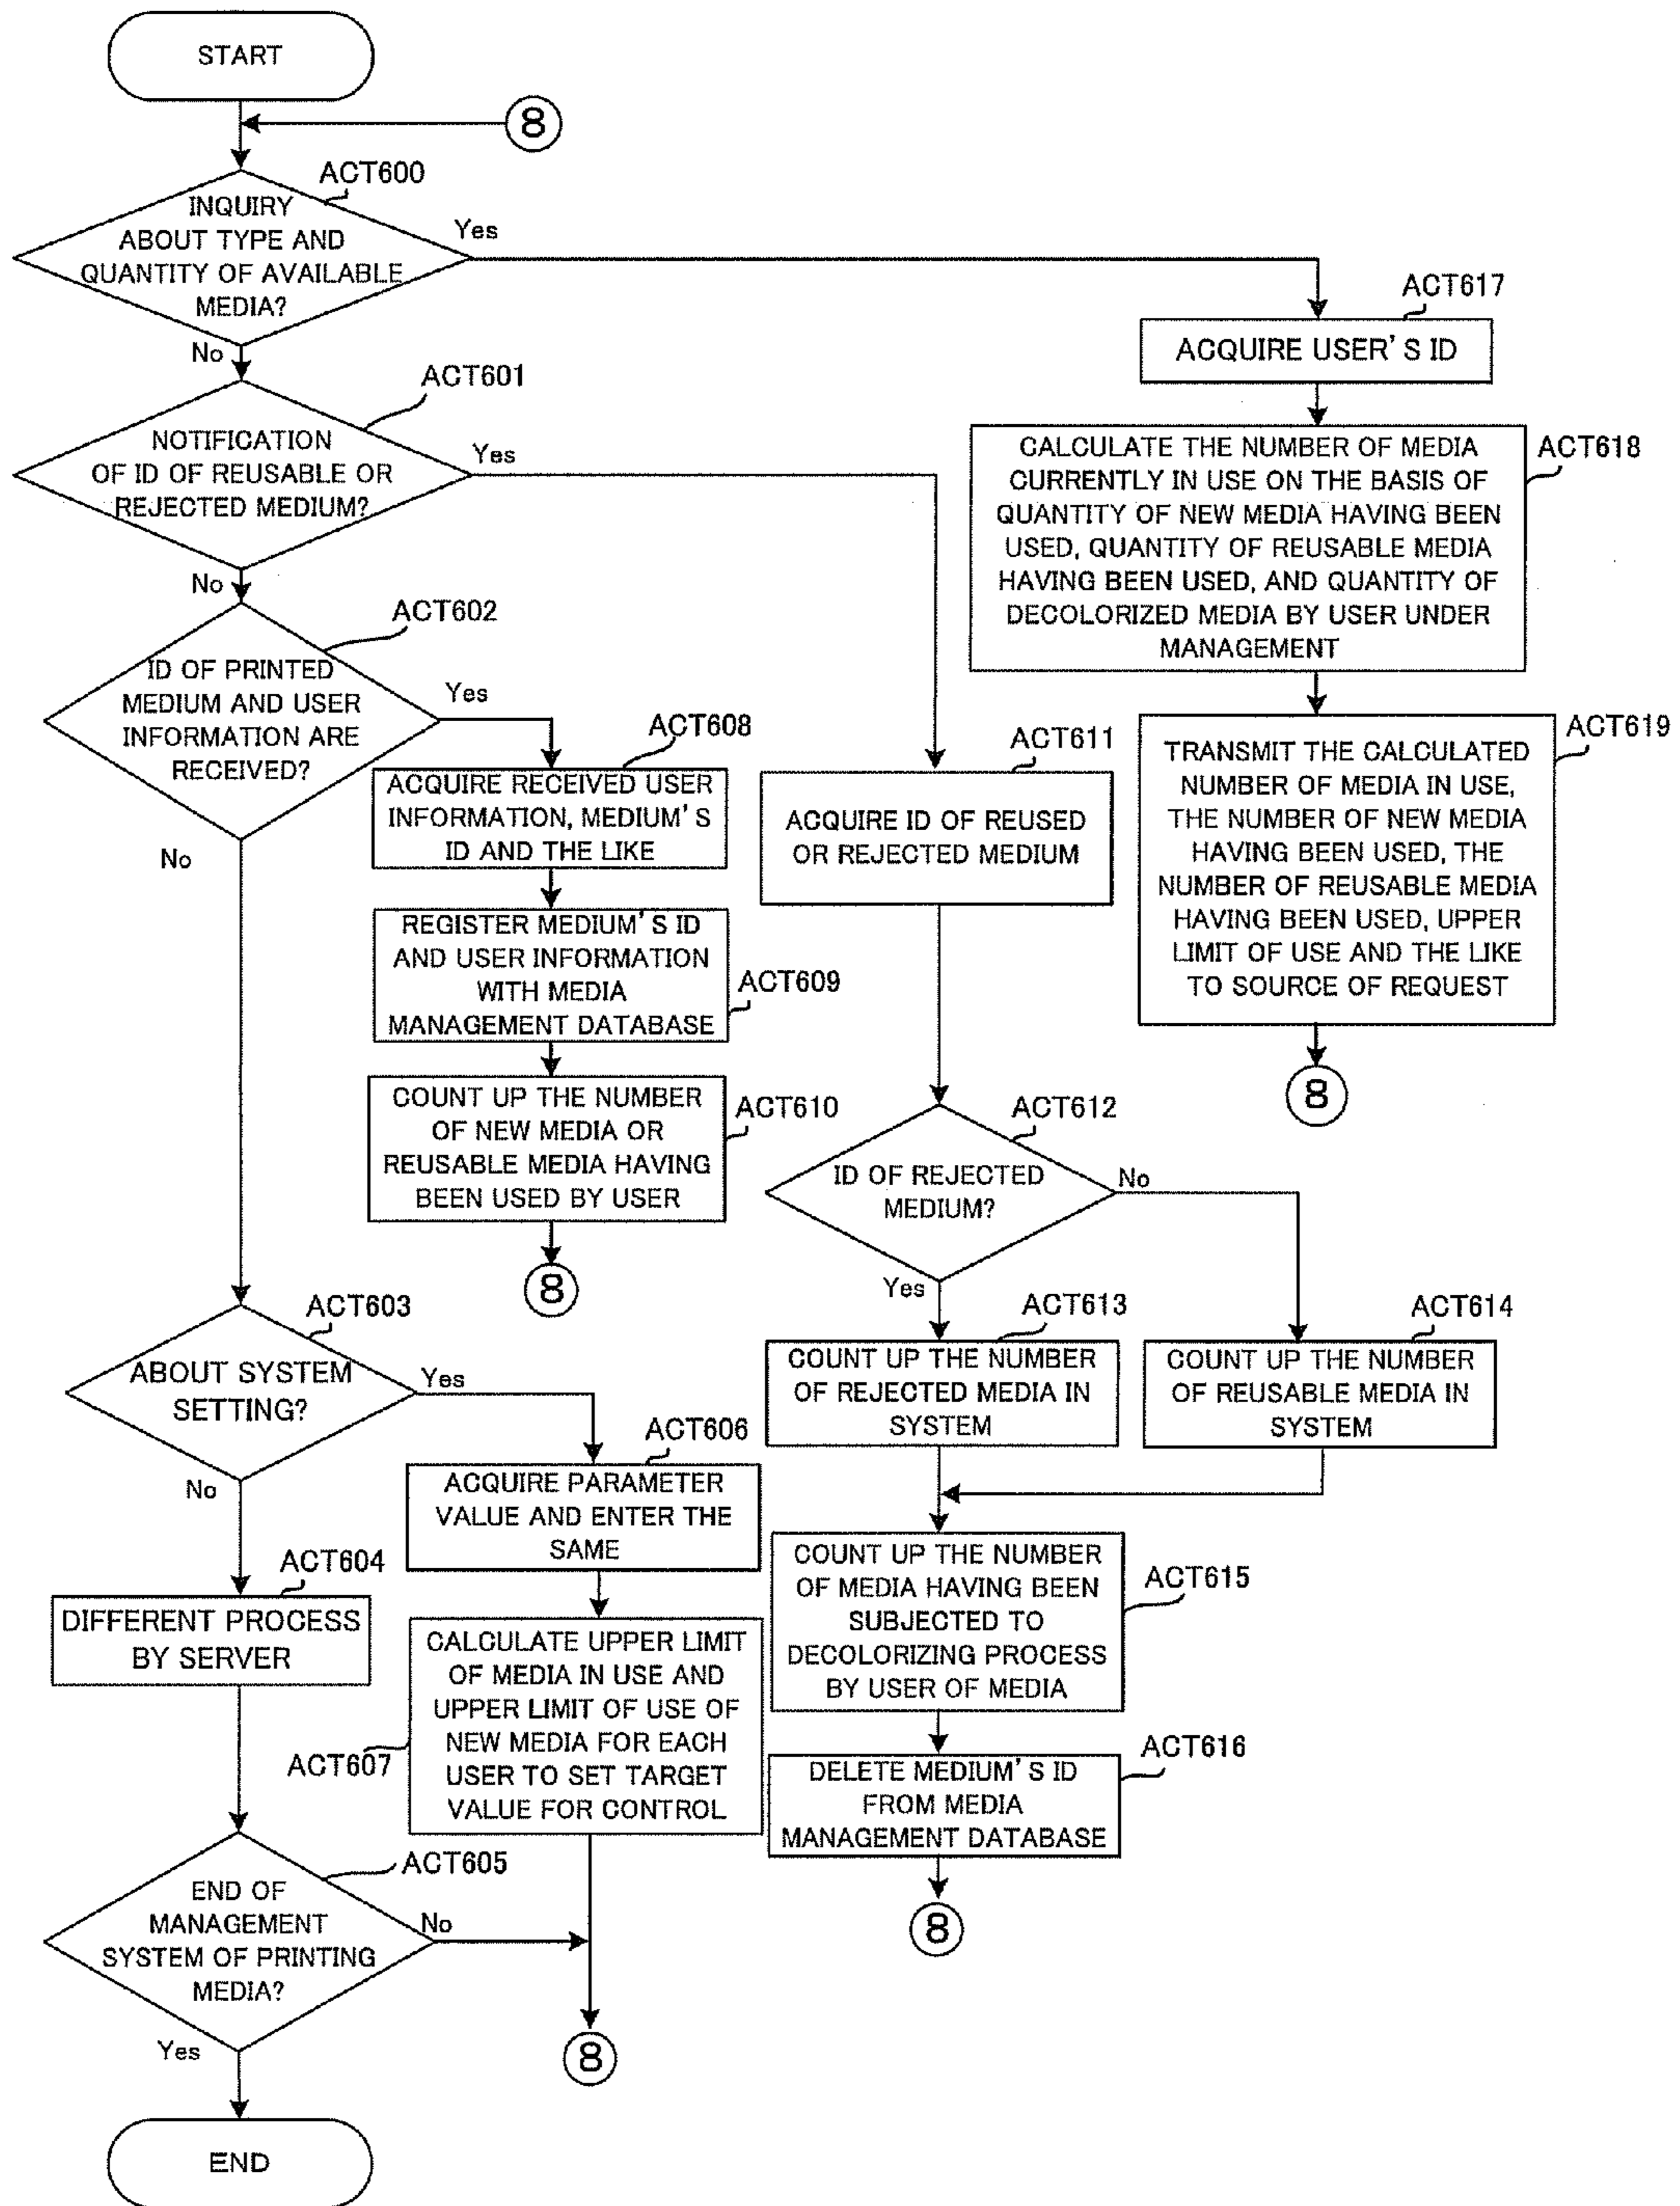 START
8
ACT600
INQUIRY
ABOUT TYPE AND
QUANTITY OF AVAILABLE
MEDIA?
Yes
No
ACT617
ACQUIRE USER'S ID
ACT601
NOTIFICATION
OF ID OF REUSABLE OR
REJECTED MEDIUM?
Yes
No
ACT618
CALCULATE THE NUMBER OF MEDIA
CURRENTLY IN USE ON THE BASIS OF
QUANTITY OF NEW MEDIA HAVING BEEN
USED, QUANTITY OF REUSABLE MEDIA
HAVING BEEN USED, AND QUANTITY OF
DECOLORIZED MEDIA BY USER UNDER
MANAGEMENT
ACT602
ID OF PRINTED
MEDIUM AND USER
INFORMATION ARE
RECEIVED?
Yes
No
ACT608
ACQUIRE RECEIVED USER
INFORMATION, MEDIUM'S
ID AND THE LIKE
ACT611
ACQUIRE ID OF REUSED
OR REJECTED MEDIUM
ACT619
TRANSMIT THE CALCULATED
NUMBER OF MEDIA IN USE,
THE NUMBER OF NEW MEDIA
HAVING BEEN USED, THE
NUMBER OF REUSABLE MEDIA
HAVING BEEN USED, UPPER
LIMIT OF USE AND THE LIKE
TO SOURCE OF REQUEST
8
REGISTER MEDIUM'S ID
AND USER INFORMATION
WITH MEDIA
MANAGEMENT DATABASE
ACT609
COUNT UP THE NUMBER
OF NEW MEDIA OR
REUSABLE MEDIA HAVING
BEEN USED BY USER
ACT610
8
ACT612
ID OF REJECTED
MEDIUM?
No
Yes
ACT603
ABOUT SYSTEM
SETTING?
Yes
No
ACT613
COUNT UP THE NUMBER
OF REJECTED MEDIA IN
SYSTEM
ACT614
COUNT UP THE NUMBER
OF REUSABLE MEDIA IN
SYSTEM
ACT606
ACQUIRE PARAMETER
VALUE AND ENTER THE
SAME
ACT604
DIFFERENT PROCESS
BY SERVER
COUNT UP THE NUMBER
OF MEDIA HAVING BEEN
SUBJECTED TO
DECOLORIZING PROCESS
BY USER OF MEDIA
ACT615
CALCULATE UPPER LIMIT
OF MEDIA IN USE AND
UPPER LIMIT OF USE OF
NEW MEDIA FOR EACH
USER TO SET TARGET
VALUE FOR CONTROL
ACT607
ACT616
DELETE MEDIUM'S ID
FROM MEDIA
MANAGEMENT DATABASE
8
ACT605
END OF
MANAGEMENT
SYSTEM OF PRINTING
MEDIA?
No
Yes
8
END